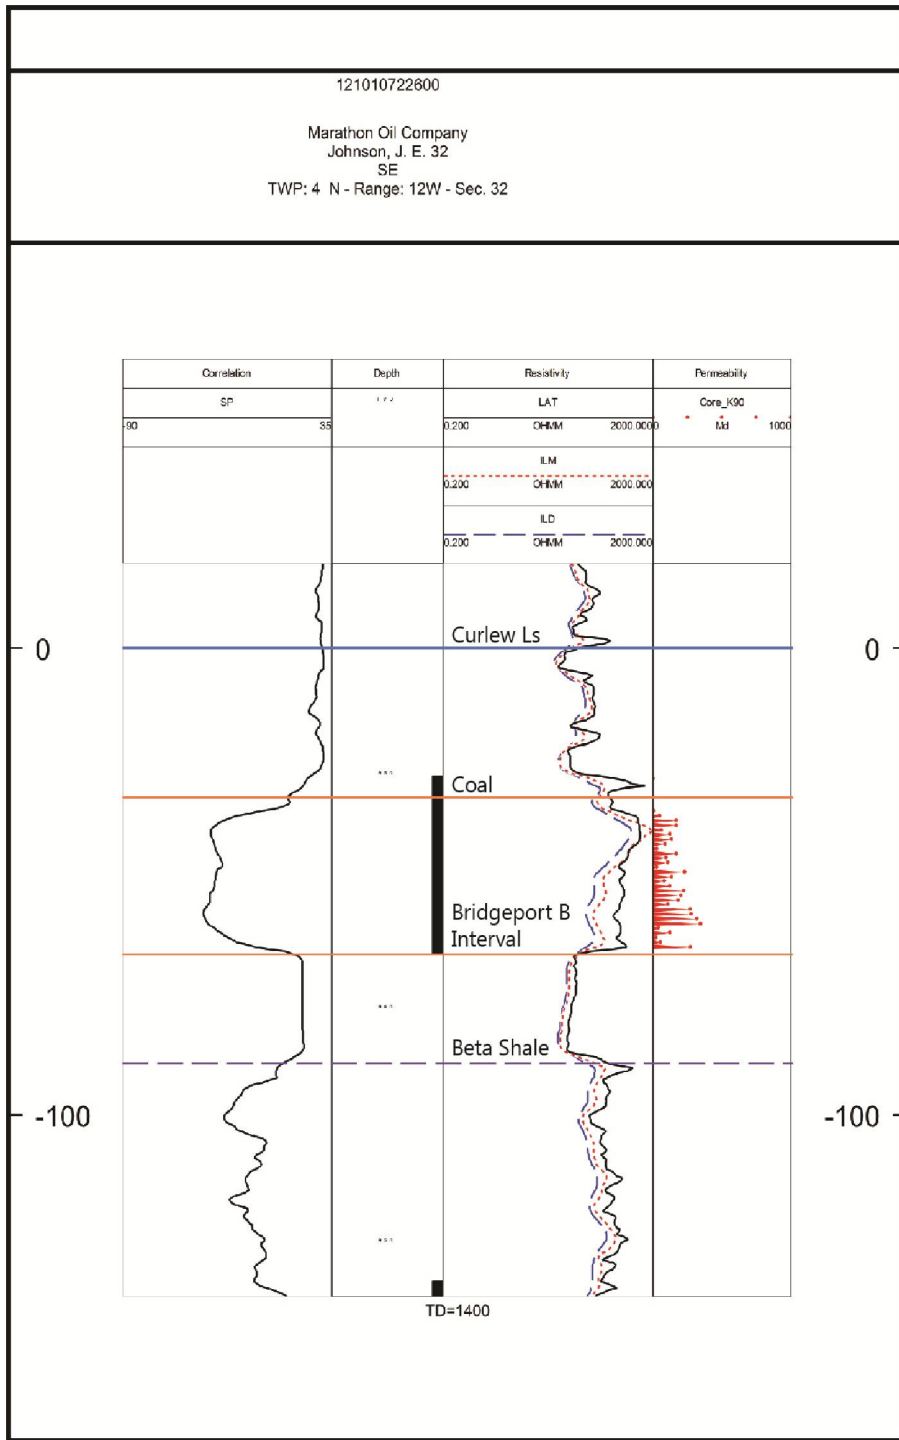 121010722600
Marathon Oil Company
Johnson, J. E. 32
SE
TWP: 4 N - Range: 12W - Sec. 32
Correlation Depth Resistivity Permeability
SP LAT Core_K90
-90 35 0.200 OHMM 2000.000 0 Md 1000
ILM
0.200 OHMM 2000.000
ILD
0.200 OHMM 2000.000
Curlew Ls
0 0
Coal
Bridgeport B
Interval
Beta Shale
-100 -100
TD=1400